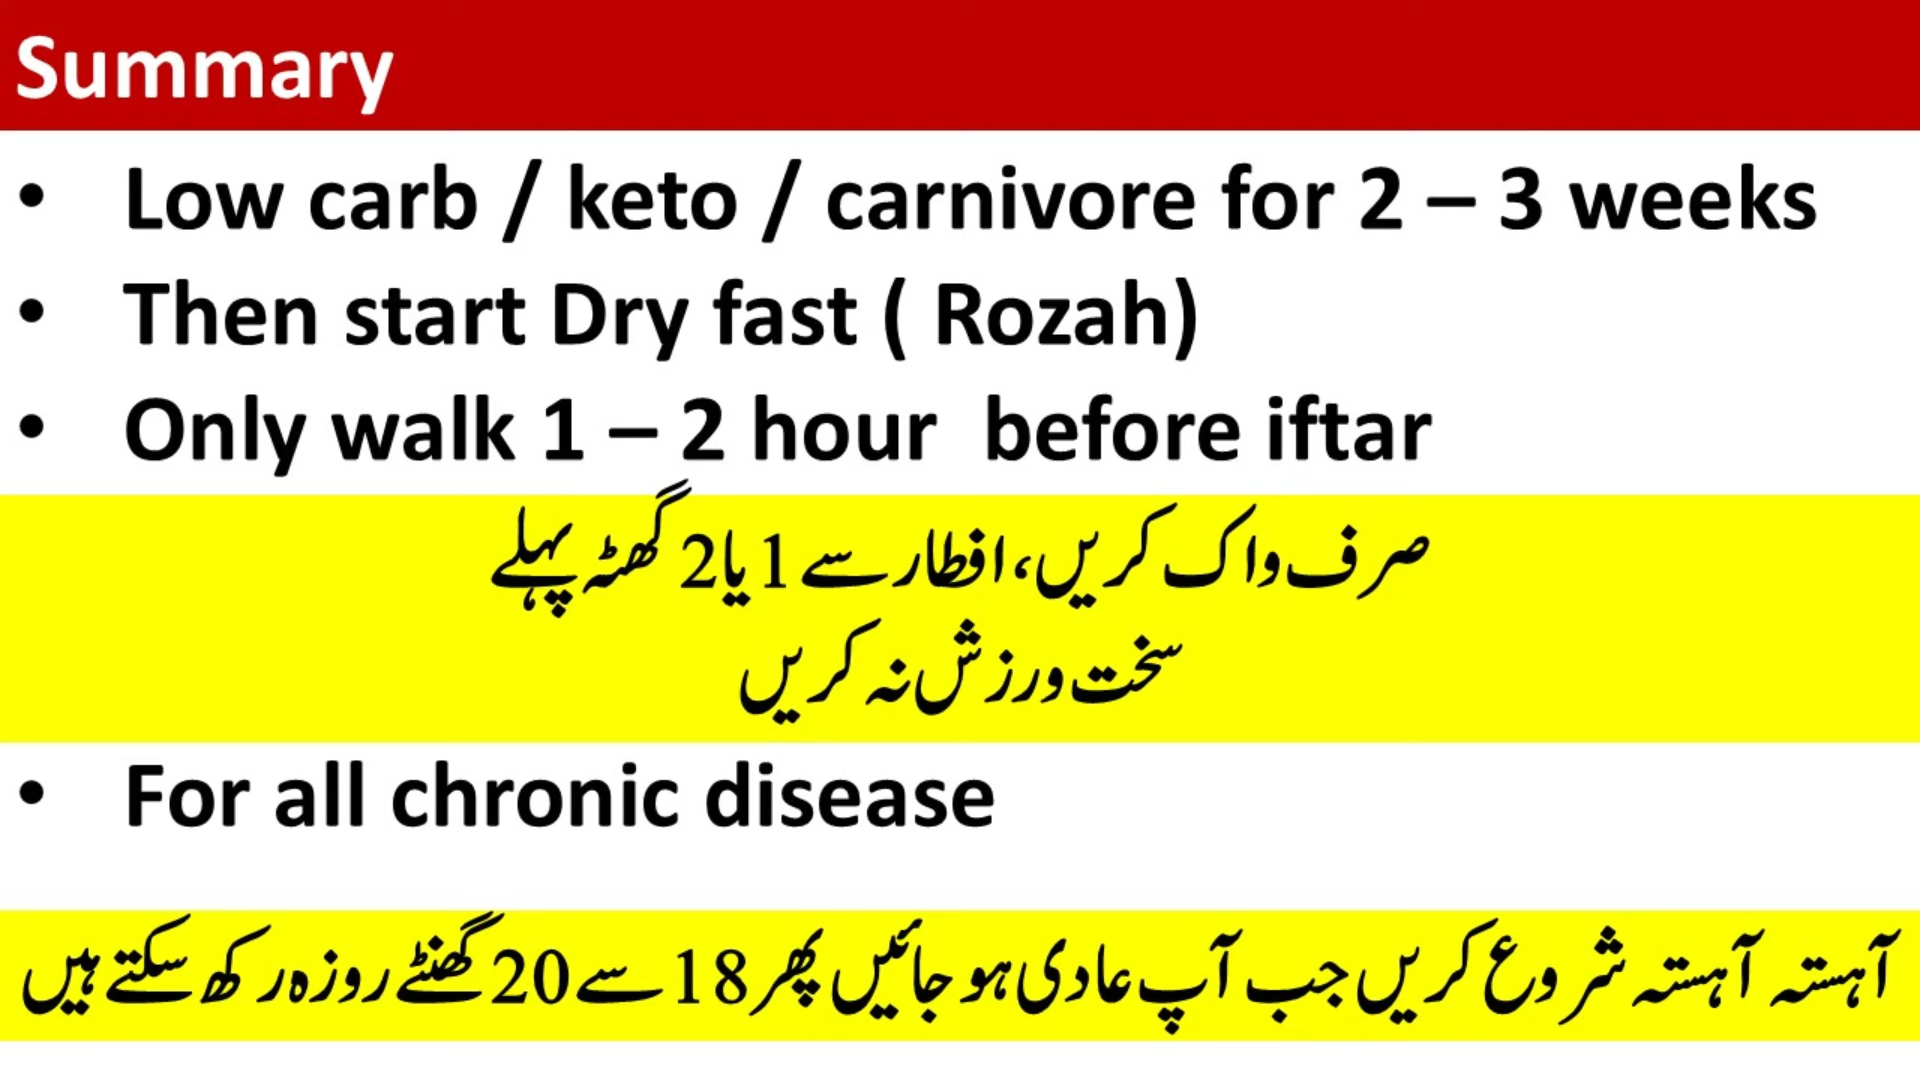 Summary
• Low carb / keto / carnivore for 2 – 3 weeks
• Then start Dry fast ( Rozah)
• Only walk 1 – 2 hour  before iftar
صرف واک کریں، افطار سے 1 یا 2 گھٹہ پہلے
سخت ورزش نہ کریں
• For all chronic disease
آہستہ آہستہ شروع کریں جب آپ عادی ہو جائیں پھر 18 سے 20 گھنٹے روزہ رکھ سکتے ہیں